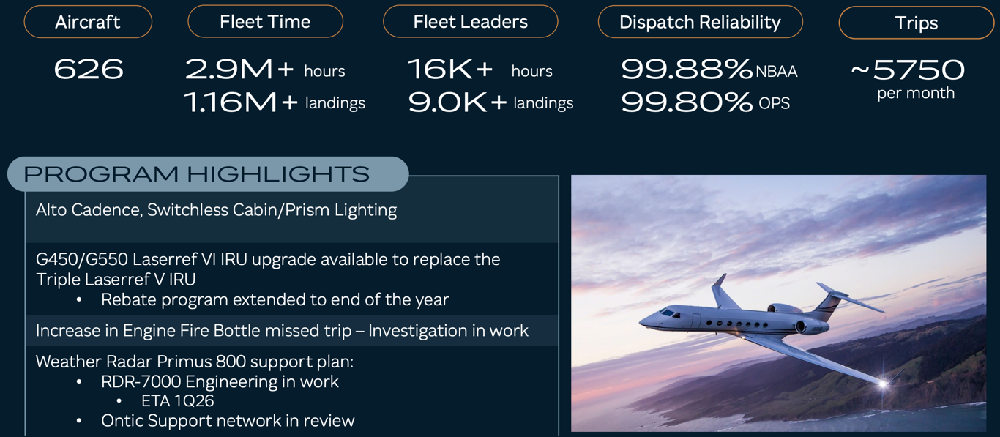 Aircraft
Fleet Time
Fleet Leaders
Dispatch Reliability
Trips
626
2.9M+ hours
1.16M+ landings
16K+ hours
9.0K+ landings
99.88% NBAA
99.80% OPS
~5750
per month
PROGRAM HIGHLIGHTS
Alto Cadence, Switchless Cabin/Prism Lighting
G450/G550 Laserref VI IRU upgrade available to replace the
Triple Laserref V IRU
• Rebate program extended to end of the year
Increase in Engine Fire Bottle missed trip – Investigation in work
Weather Radar Primus 800 support plan:
• RDR-7000 Engineering in work
• ETA 1Q26
• Ontic Support network in review